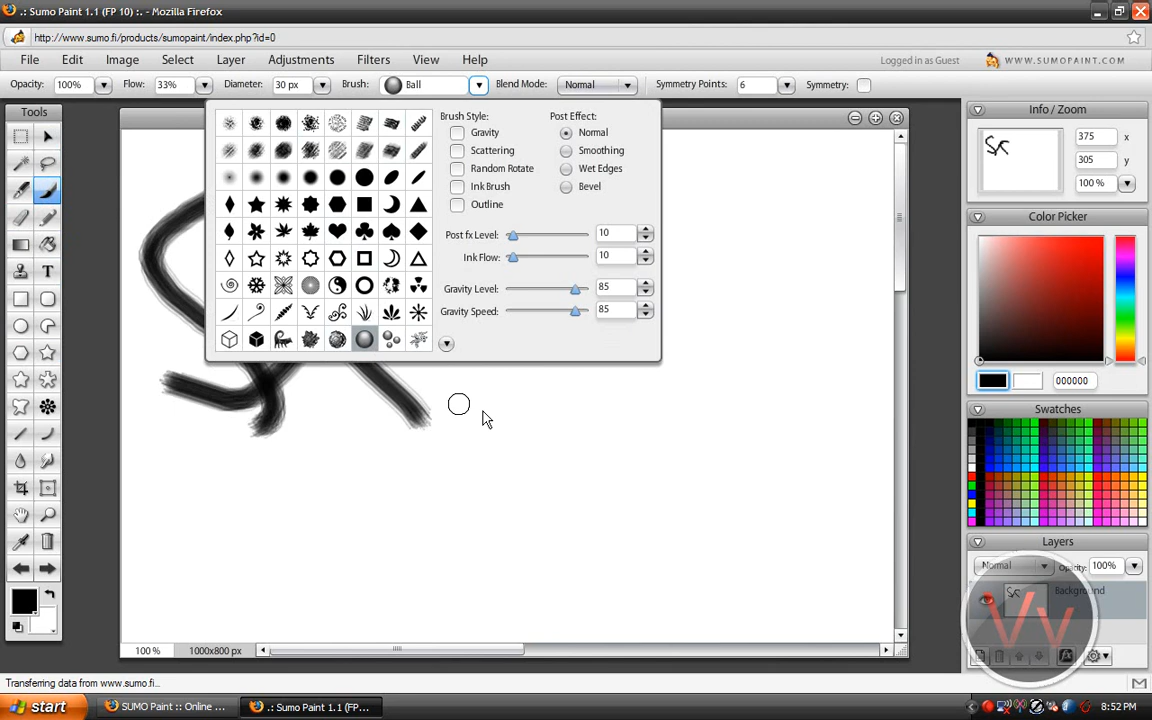 .: Sumo Paint 1.1 (FP 10) :. - Mozilla Firefox
http://www.sumo.fi/products/sumopaint/index.php?id=0
File Edit Image Select Layer Adjustments Filters View Help
Logged in as Guest WWW.SUMOPAINT.COM
Opacity: 100% Flow: 33% Diameter: 30 px Brush: Ball Blend Mode: Normal Symmetry Points: 6 Symmetry:
Tools
Brush Style:
Gravity
Scattering
Random Rotate
Ink Brush
Outline
Post Effect:
Normal
Smoothing
Wet Edges
Bevel
Post fx Level: 10
Ink Flow: 10
Gravity Level: 85
Gravity Speed: 85
Info / Zoom
375 x
305 y
100 %
Color Picker
000000
Swatches
Layers
Normal Opacity: 100%
Background
Vv
T
100 % 1000x800 px
Transferring data from www.sumo.fi...
start SUMO Paint :: Online ... .: Sumo Paint 1.1 (FP... 8:52 PM